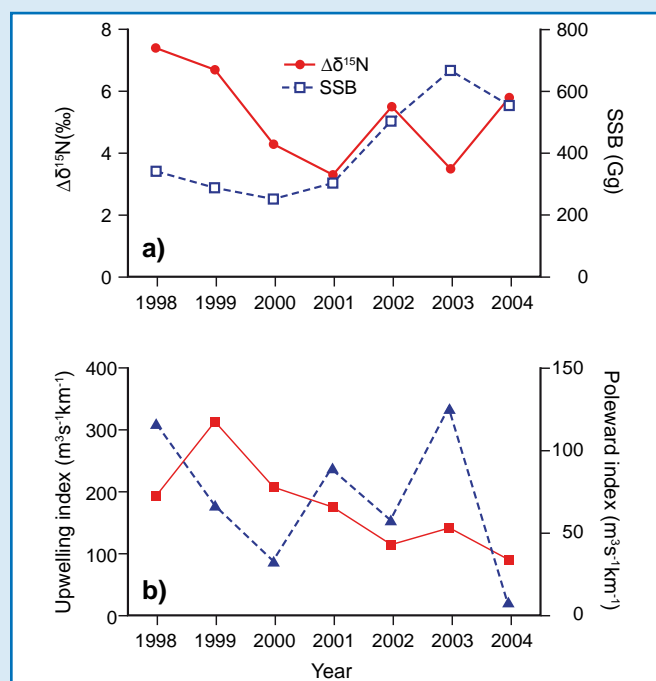 8
6
4
2
0
Δδ¹⁵N(‰)
Δδ¹⁵N
SSB
800
600
400
200
0
SSB (Gg)
a)
1998 1999 2000 2001 2002 2003 2004
400
300
200
100
0
Upwelling index (m³s⁻¹km⁻¹)
150
100
50
0
Poleward index (m³s⁻¹km⁻¹)
b)
1998 1999 2000 2001 2002 2003 2004
Year